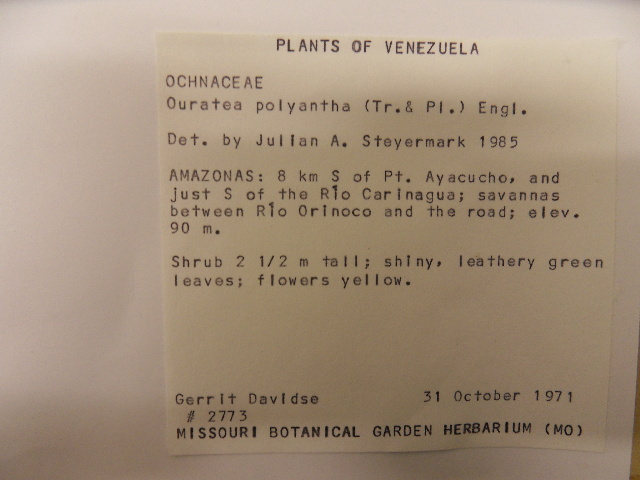 PLANTS OF VENEZUELA
OCHNACEAE
Ouratea polyantha (Tr.& Pl.) Engl.
Det. by Julian A. Steyermark 1985
AMAZONAS: 8 km S of Pt. Ayacucho, and
just S of the Río Carinagua; savannas
between Río Orinoco and the road; elev.
90 m.
Shrub 2 1/2 m tall; shiny, leathery green
leaves; flowers yellow.
Gerrit Davidse 31 October 1971
# 2773
MISSOURI BOTANICAL GARDEN HERBARIUM (MO)